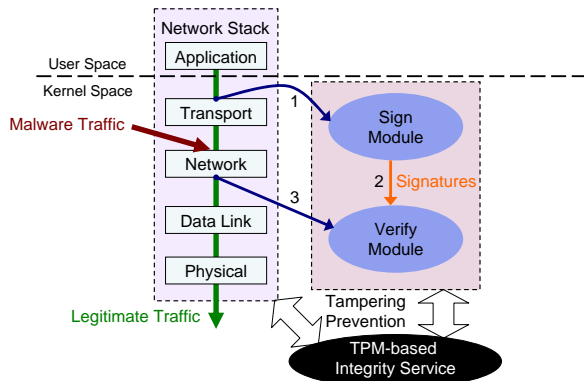 Network Stack
Application
User Space
Kernel Space
1
Transport
Sign
Module
Malware Traffic
Network
2
Signatures
3
Data Link
Verify
Module
Physical
Tampering
Prevention
Legitimate Traffic
TPM-based
Integrity Service